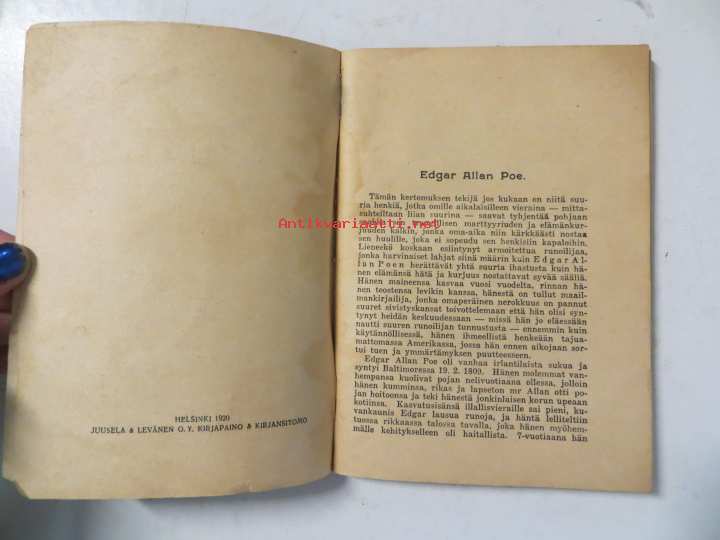 HELSINKI 1920
JUUSELA & LEVÄNEN O. Y. KIRJAPAINO & KIRJANSITOMO
Edgar Allan Poe.
Tämän kertomuksen tekijä jos kukaan on niitä suu-
rja henkiä, jotka omille aikalaisilleen vieraina — mitta-
suhteiltaan liian suurina — saavat tyhjentää pohjaan
marttyyriuden ja elämänkur-
juuden kalkin, jonka oma-aika niin kärkkäästi nostaa
sen huulille, joka ei sopeudu sen henkisiin kapaloihin.
Lieneekö koskaan esiintynyt armoitettua runoilijaa,
jonka harvinaiset lahjat siinä määrin kuin Edgar Al-
lan Poen herättävät yhtä suuria ihastusta kuin hä-
nen elämänsä hätä ja kurjuus nostattavat syvää sääliä.
Hänen maineensa kasvaa vuosi vuodelta, rinnan hä-
nen teostensa levikin kanssa, hänestä on tullut maail-
mankirjailija, jonka omaperäinen nerokkuus on pannut
suuret sivistyskansat toivottelemaan että hän olisi syn-
tynyt heidän keskuudessaan — missä hän jo eläessään
nautti suuren runoilijan tunnustusta — ennemmin kuin
käytännöllisessä, hänen ihmeellistä henkeään tajua-
mattomassa Amerikassa, jossa hän ennen aikojaan sor-
tui tuen ja ymmärtämyksen puutteeseen.
Edgar Allan Poe oli vanhaa irlantilaista sukua ja
syntyi Baltimoressa 19. 2. 1809. Hänen molemmat van-
hempansa kuolivat pojan nelivuotiaana ollessa, jolloin
hänen kumminsa, rikas ja lapseton mr Allan otti po-
jan hoitoensa ja teki hänestä jonkinlaisen korun upeaan
kotiinsa. Kasvatusisänsä illallisvieraille sai pieni, ku-
vankaunis Edgar lausua runoja, ja häntä lelliteltiin
tuossa rikkaassa talossa tavalla, joka hänen myöhem-
mälle kehitykselleen oli haitallista. 7-vuotiaana hän
Antikvariaatti.net